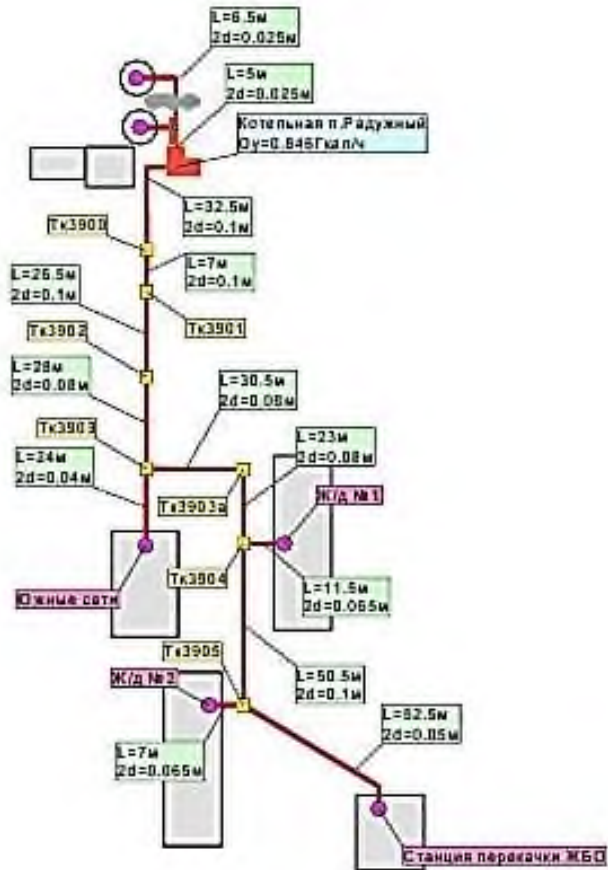 L=6.5м
2d=0.025м
L=5м
2d=0.025м
Котельная п.Радужный
Qу=0.846Гкал/ч
L=32.5м
2d=0.1м
Тк3900
L=7м
2d=0.1м
L=26.5м
2d=0.1м
Тк3901
Тк3902
L=28м
2d=0.08м
L=30.5м
2d=0.08м
Тк3903
L=23м
2d=0.08м
L=24м
2d=0.04м
Ж/д №1
Тк3903а
Тк3904
L=11.5м
2d=0.065м
Южные сети
Тк3905
L=50.5м
2d=0.1м
Ж/д №2
L=7м
2d=0.065м
2d=0.05м
Станция перекачки ЖБО